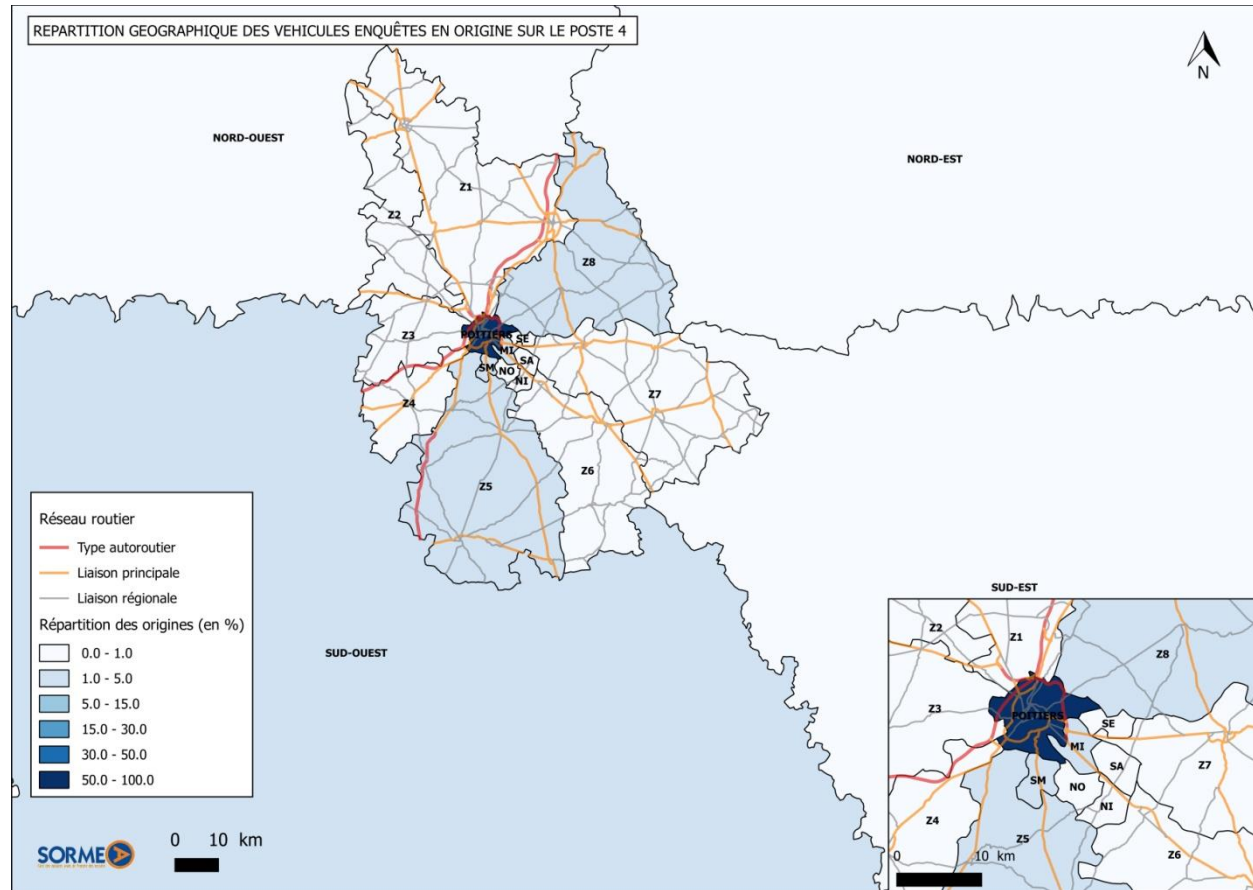 REPARTITION GEOGRAPHIQUE DES VEHICULES ENQUÊTES EN ORIGINE SUR LE POSTE 4
N
NORD-OUEST
NORD-EST
Z1
Z2
Z8
POITIERS
SE
Z3
MI
SA
SM
NO
NI
Z4
Z7
Z6
Z5
SUD-EST
SUD-OUEST
Réseau routier
Type autoroutier
Liaison principale
Liaison régionale
Répartition des origines (en %)
0.0 - 1.0
1.0 - 5.0
5.0 - 15.0
15.0 - 30.0
30.0 - 50.0
50.0 - 100.0
SORMEA
0 10 km
Z2
Z1
Z8
Z3
POITIERS
SE
MI
SA
Z7
SM
NO
NI
Z4
Z5
Z6
0 10 km